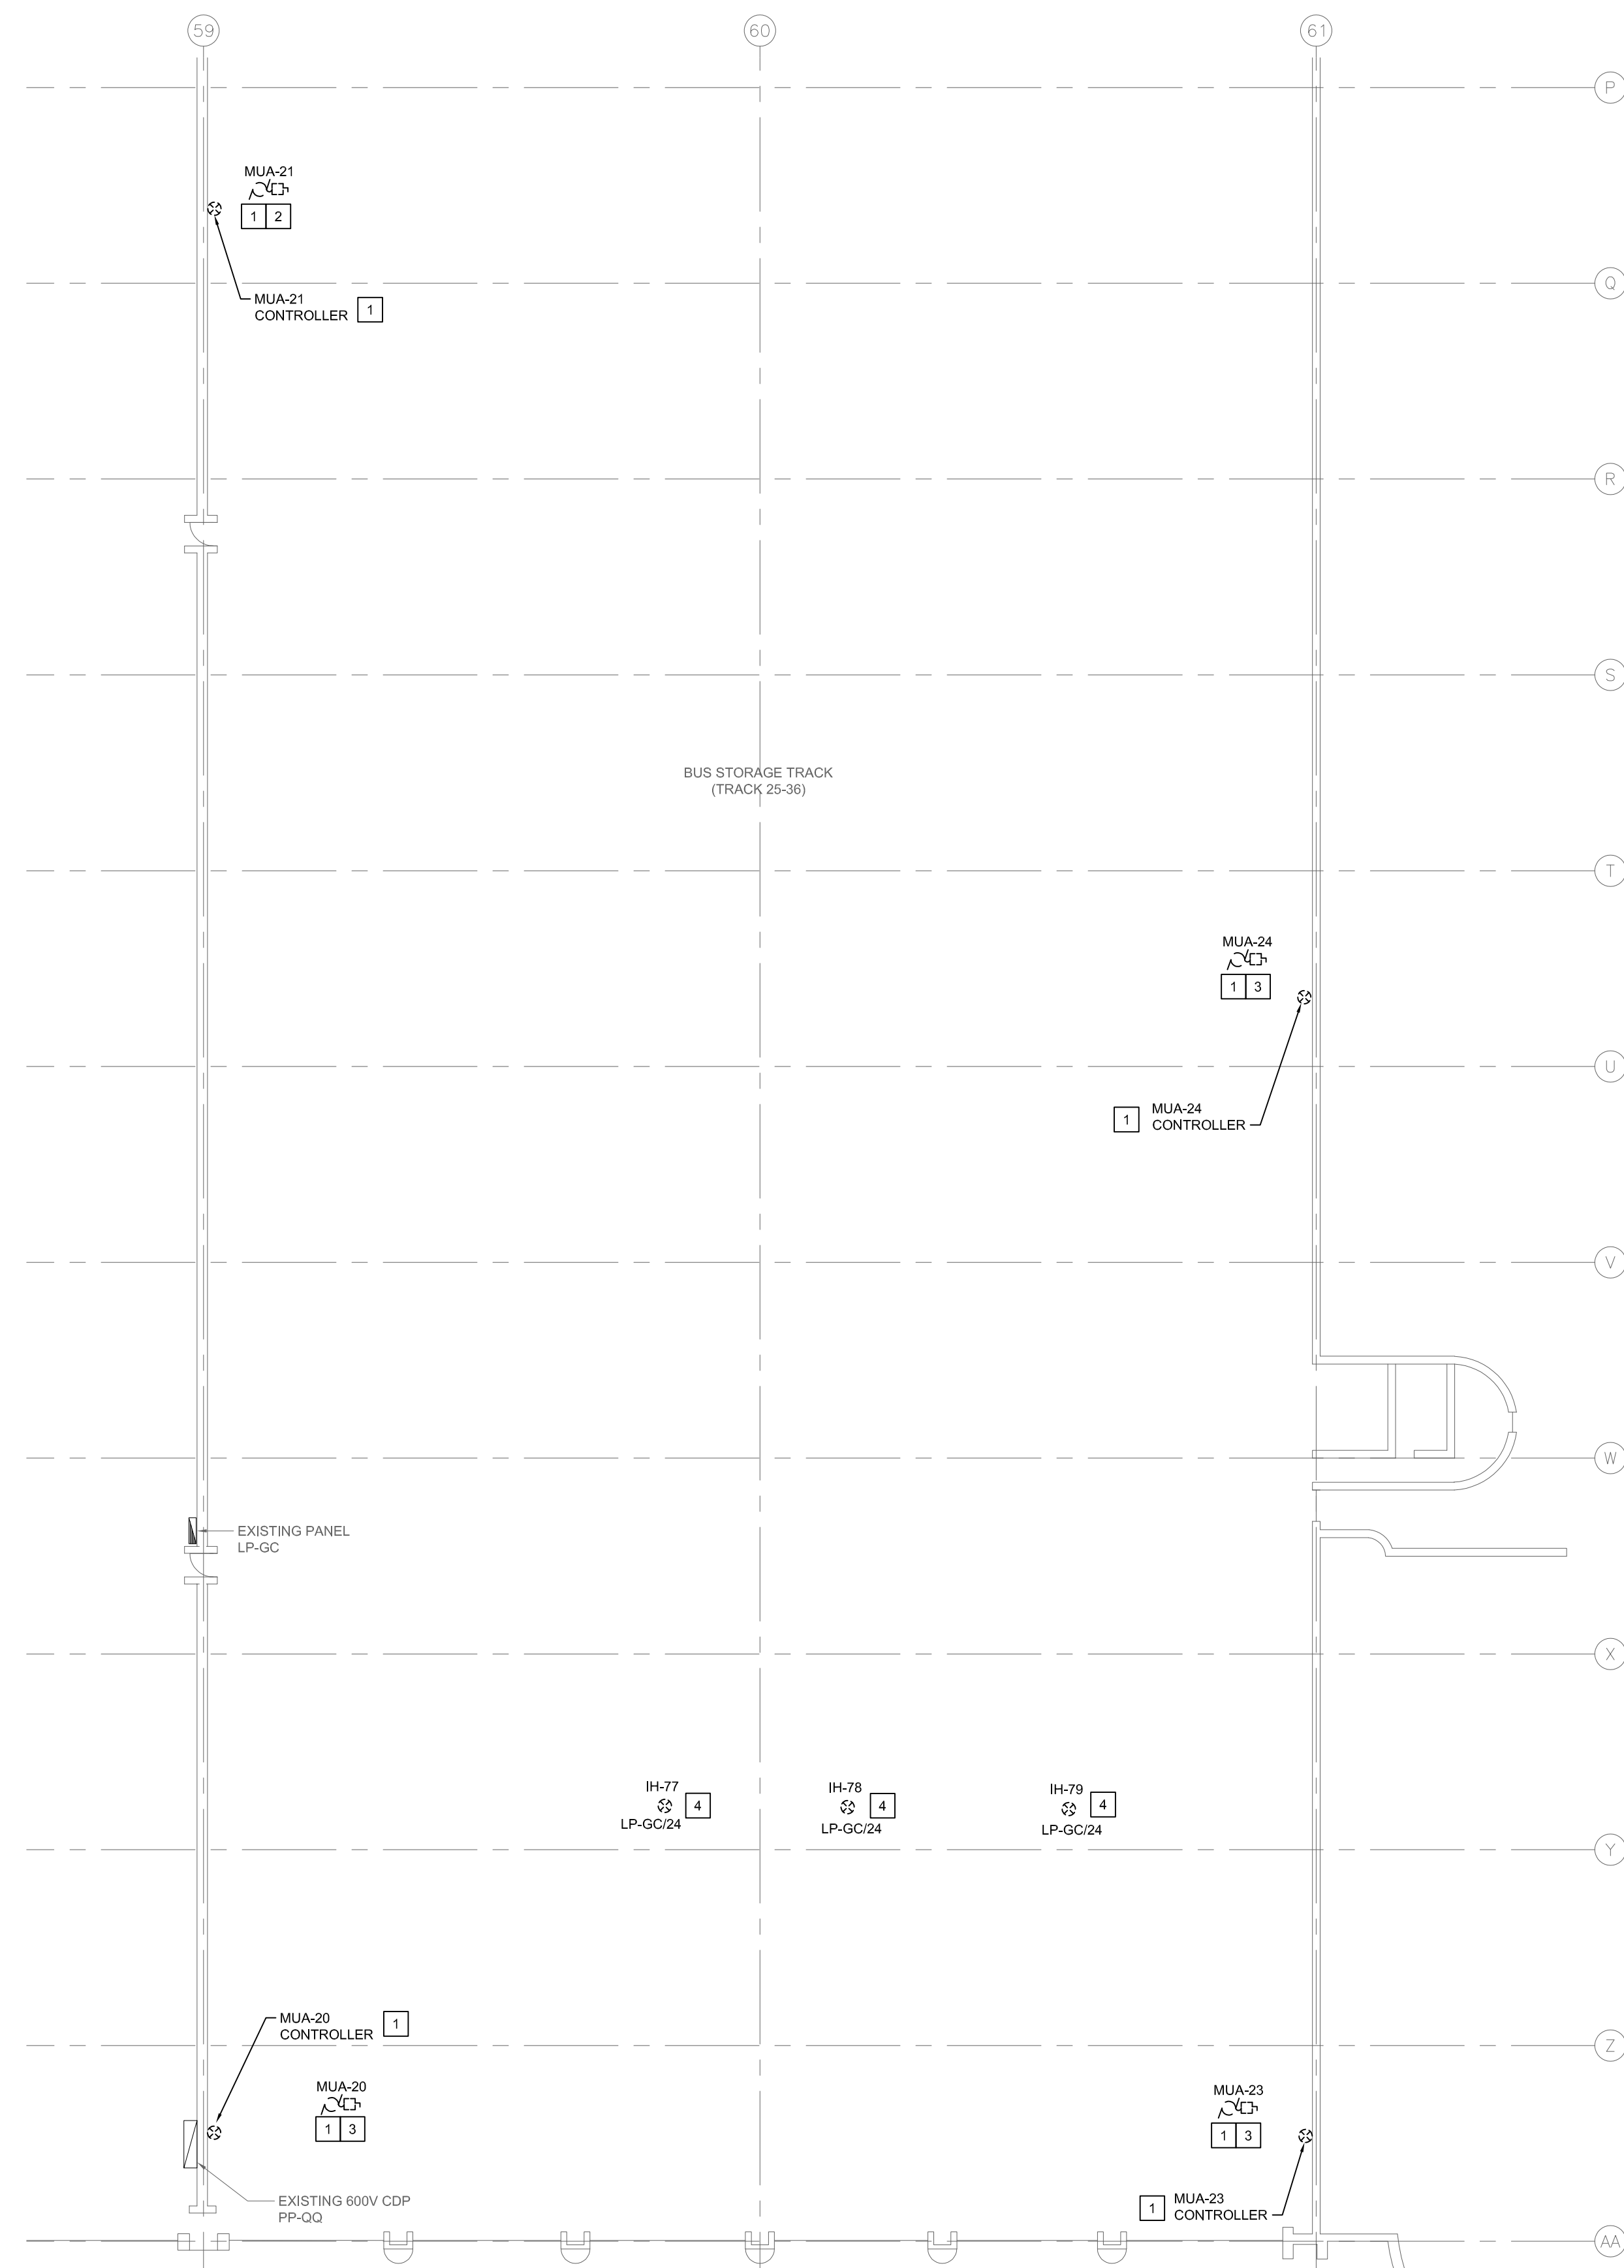 59
60
61
P
MUA-21
1 2
MUA-21
CONTROLLER
1
Q
R
S
BUS STORAGE TRACK
(TRACK 25-36)
T
MUA-24
1 3
U
1
MUA-24
CONTROLLER
V
W
EXISTING PANEL
LP-GC
X
IH-77
4
LP-GC/24
IH-78
4
LP-GC/24
IH-79
4
LP-GC/24
Y
MUA-20
CONTROLLER
1
Z
MUA-20
1 3
MUA-23
1 3
EXISTING 600V CDP
PP-QQ
1
MUA-23
CONTROLLER
AA